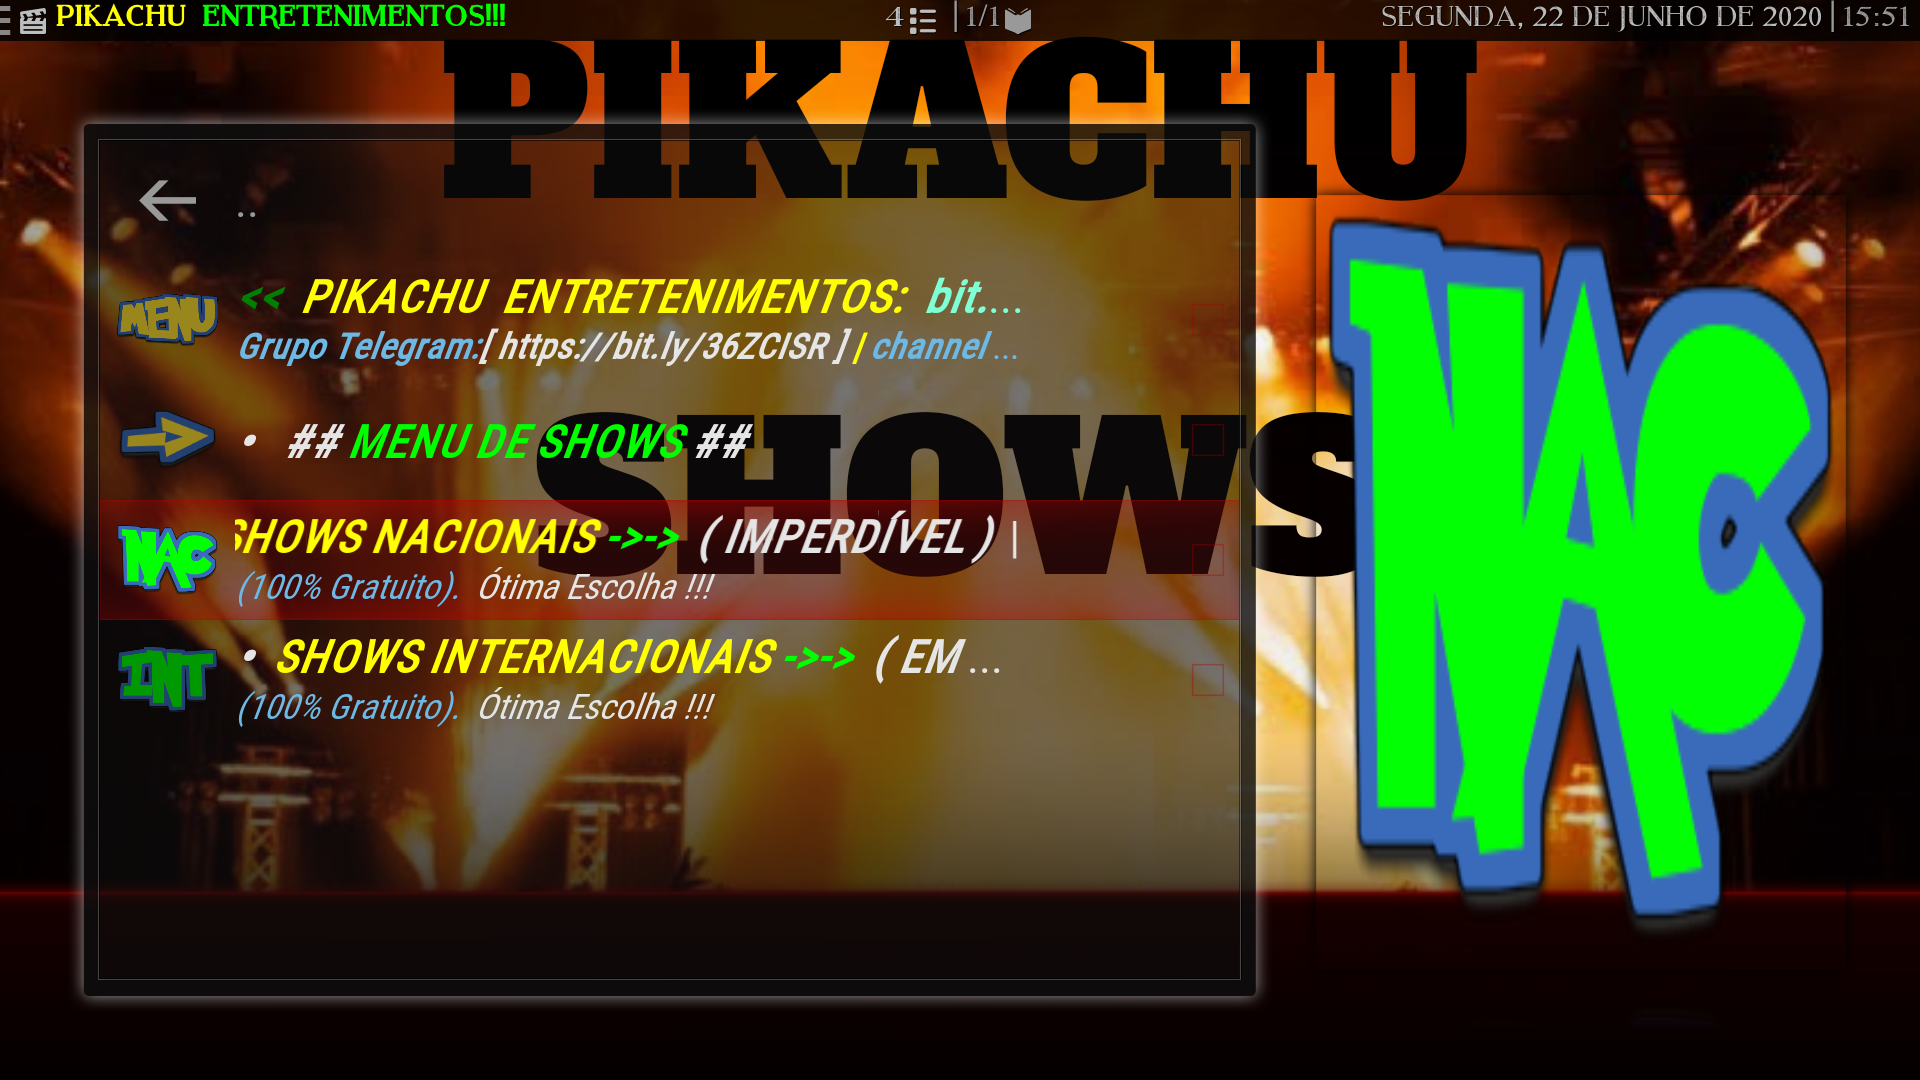 PIKACHU ENTRETENIMENTOS!!!
4 | 1/1
SEGUNDA, 22 DE JUNHO DE 2020 | 15:51
PIKACHU
..
MENU
<< PIKACHU ENTRETENIMENTOS: bit....
Grupo Telegram:[ https://bit.ly/36ZCISR ] | channel ...
• ## MENU DE SHOWS ##
SHOWS
NAC
SHOWS NACIONAIS ->-> ( IMPERDÍVEL ) |
(100% Gratuito). Ótima Escolha !!!
INT
• SHOWS INTERNACIONAIS ->-> ( EM ...
(100% Gratuito). Ótima Escolha !!!
NAC